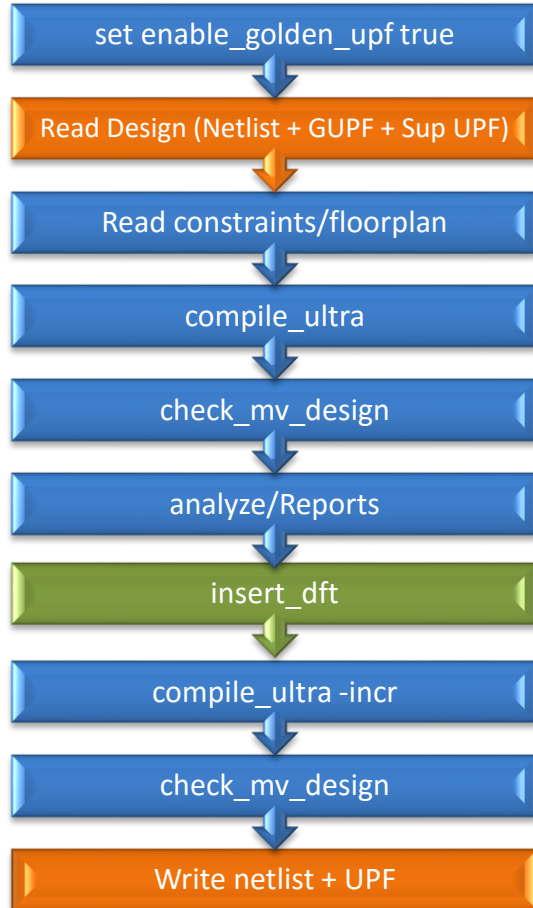 set enable_golden_upf true
Read Design (Netlist + GUPF + Sup UPF)
Read constraints/floorplan
compile_ultra
check_mv_design
analyze/Reports
insert_dft
compile_ultra -incr
check_mv_design
Write netlist + UPF